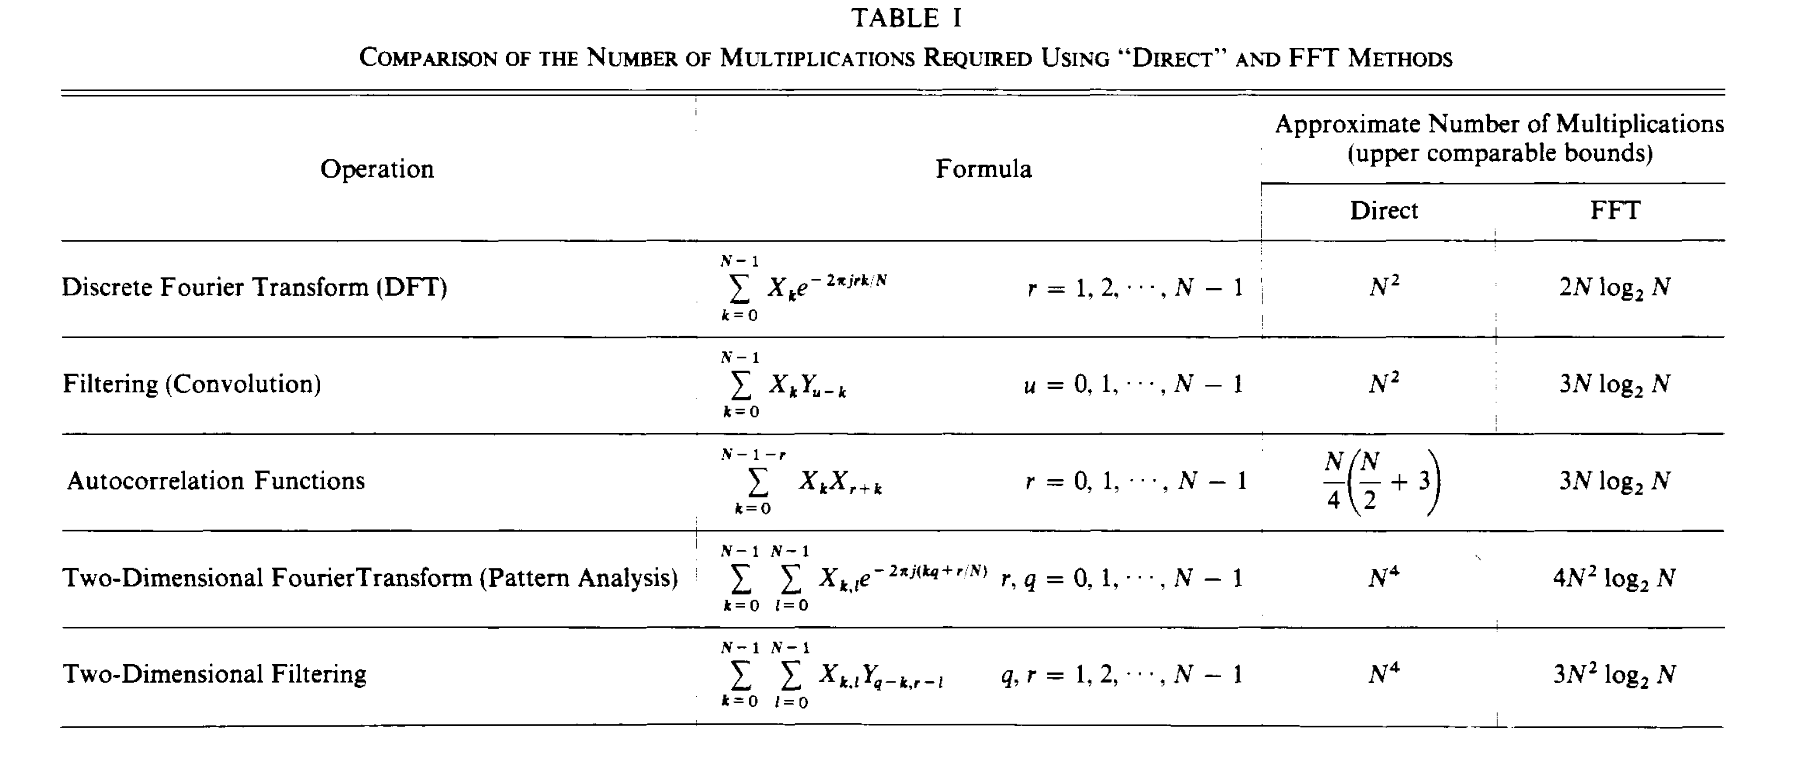 TABLE I
COMPARISON OF THE NUMBER OF MULTIPLICATIONS REQUIRED USING “DIRECT” AND FFT METHODS
Operation Formula Approximate Number of Multiplications (upper comparable bounds)
Direct FFT
Discrete Fourier Transform (DFT) $\sum_{k=0}^{N-1} X_k e^{-2\pi jrk/N}$ $r = 1, 2, \cdots, N - 1$ $N^2$ $2N \log_2 N$
Filtering (Convolution) $\sum_{k=0}^{N-1} X_k Y_{u-k}$ $u = 0, 1, \cdots, N - 1$ $N^2$ $3N \log_2 N$
Autocorrelation Functions $\sum_{k=0}^{N-1-r} X_k X_{r+k}$ $r = 0, 1, \cdots, N - 1$ $\frac{N}{4}\left(\frac{N}{2} + 3\right)$ $3N \log_2 N$
Two-Dimensional FourierTransform (Pattern Analysis) $\sum_{k=0}^{N-1} \sum_{l=0}^{N-1} X_{k,l} e^{-2\pi j(kq+r/N)}$ $r, q = 0, 1, \cdots, N - 1$ $N^4$ $4N^2 \log_2 N$
Two-Dimensional Filtering $\sum_{k=0}^{N-1} \sum_{l=0}^{N-1} X_{k,l} Y_{q-k,r-l}$ $q, r = 1, 2, \cdots, N - 1$ $N^4$ $3N^2 \log_2 N$